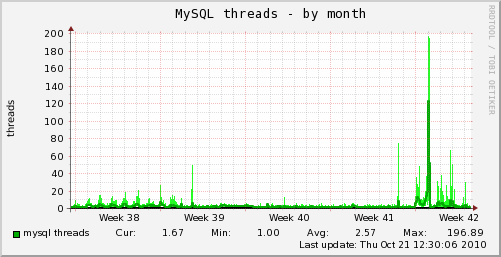 MySQL threads - by month
RRDTOOL / TOBI OETIKER
threads
200
180
160
140
120
100
80
60
40
20
0
Week 38 Week 39 Week 40 Week 41 Week 42
mysql threads Cur: 1.67 Min: 1.00 Avg: 2.57 Max: 196.89
Last update: Thu Oct 21 12:30:06 2010